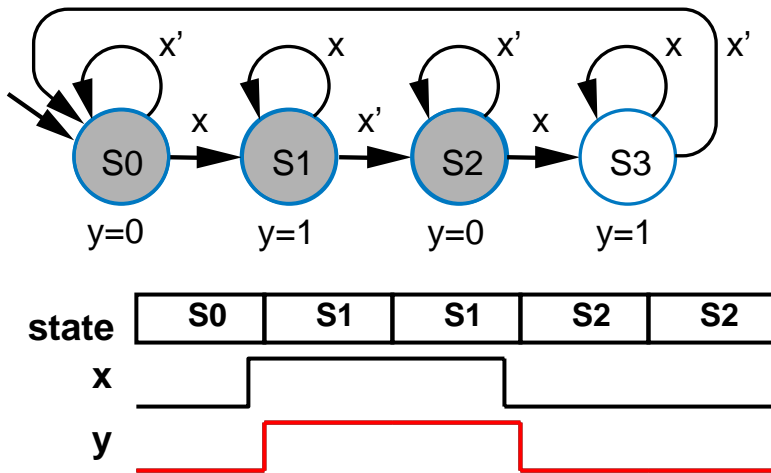 x’ x x’ x x’
x x’ x
S0 S1 S2 S3
y=0 y=1 y=0 y=1
state S0 S1 S1 S2 S2
x
y